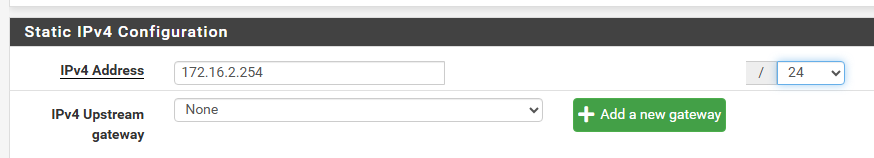 Static IPv4 Configuration
IPv4 Address 172.16.2.254 / 24
IPv4 Upstream gateway None Add a new gateway